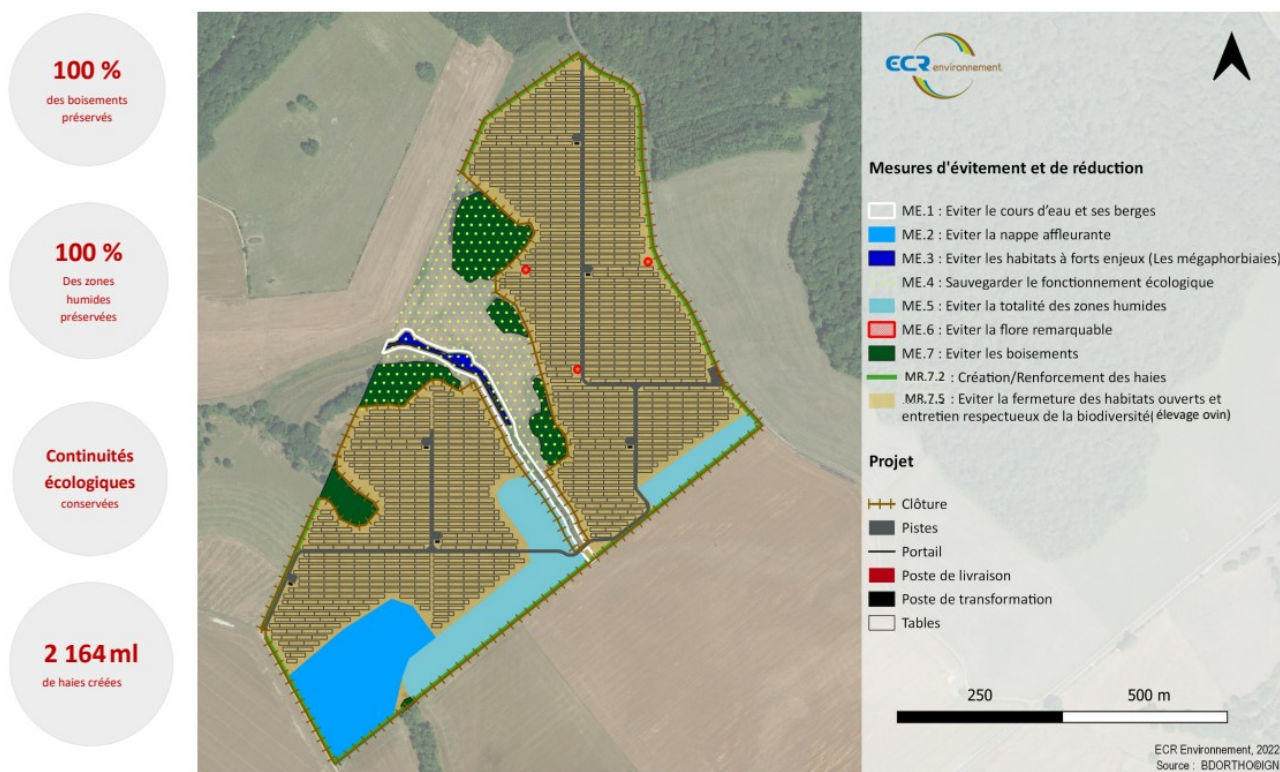 100 %
des boisements
préservés
100 %
Des zones
humides
préservées
Continuités
écologiques
conservées
2 164 ml
de haies créées
ECR environnement
Mesures d'évitement et de réduction
ME.1 : Eviter le cours d'eau et ses berges
ME.2 : Eviter la nappe affleurante
ME.3 : Eviter les habitats à forts enjeux (Les mégaphorbiaies)
ME.4 : Sauvegarder le fonctionnement écologique
ME.5 : Eviter la totalité des zones humides
ME.6 : Eviter la flore remarquable
ME.7 : Eviter les boisements
MR.7.2 : Création/Renforcement des haies
MR.7.5 : Eviter la fermeture des habitats ouverts et
entretien respectueux de la biodiversité( élevage ovin)
Projet
Clôture
Pistes
Portail
Poste de livraison
Poste de transformation
Tables
250 500 m
ECR Environnement, 2022
Source : BDORTHO©IGN